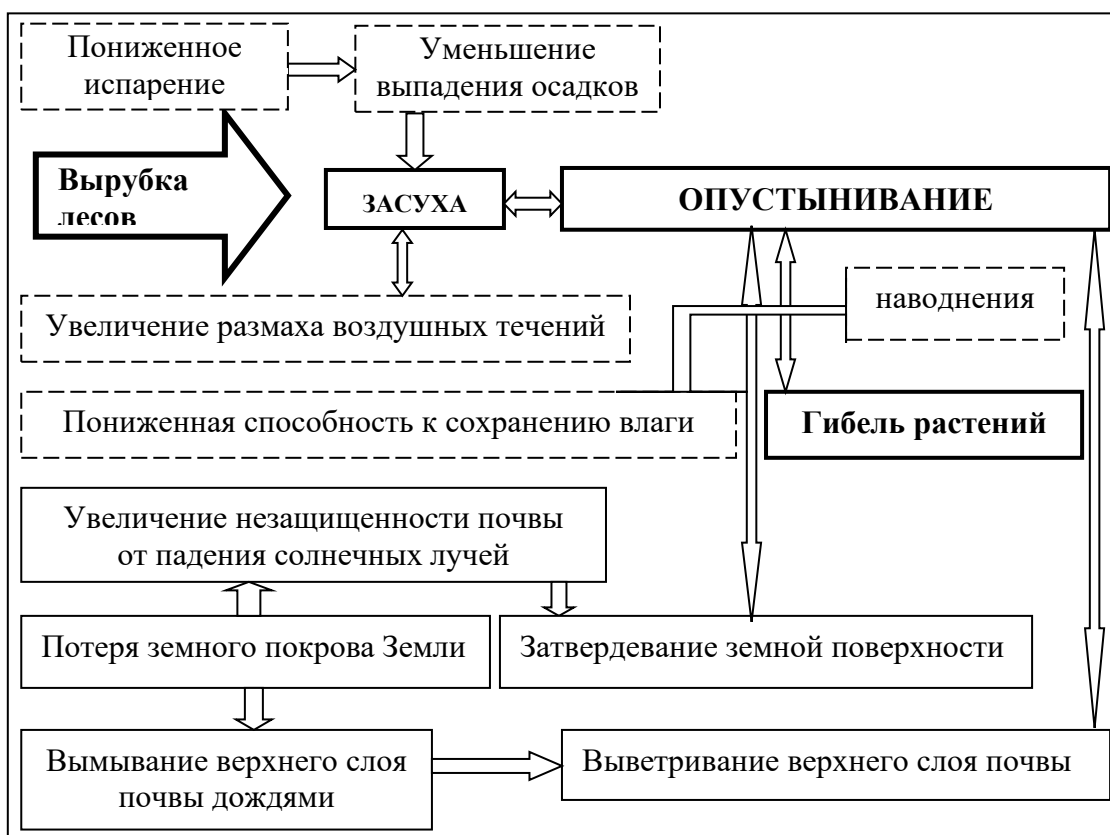 Пониженное
испарение
Уменьшение
выпадения осадков
Вырубка
лесов
ЗАСУХА
ОПУСТЫНИВАНИЕ
Увеличение размаха воздушных течений
наводнения
Пониженная способность к сохранению влаги
Гибель растений
Увеличение незащищенности почвы
от падения солнечных лучей
Потеря земного покрова Земли
Затвердевание земной поверхности
Вымывание верхнего слоя
почвы дождями
Выветривание верхнего слоя почвы